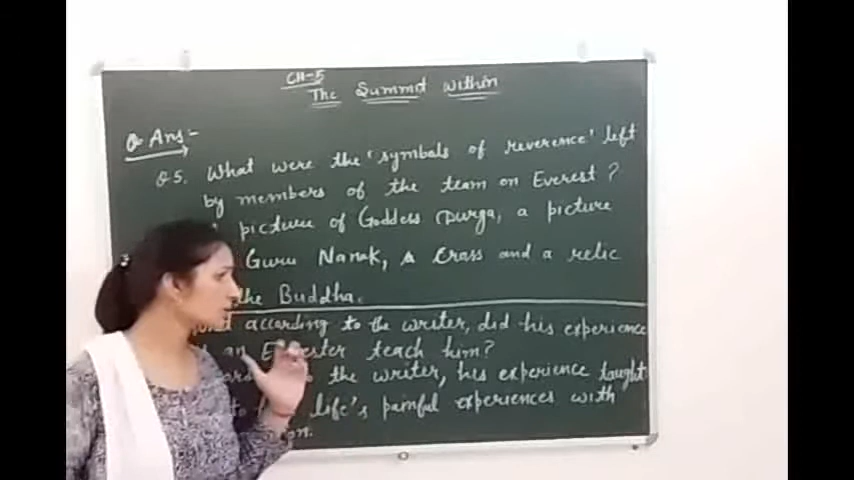 CH-5
The Summit Within
Q Ans:-
Q5. What were the 'symbols of reverence' left
by members of the team on Everest?
picture of Goddess Durga, a picture
Guru Nanak, A Cross and a relic
the Buddha.
according to the writer, did his experience
an teach him?
the writer, his experience taught
life's painful experiences with